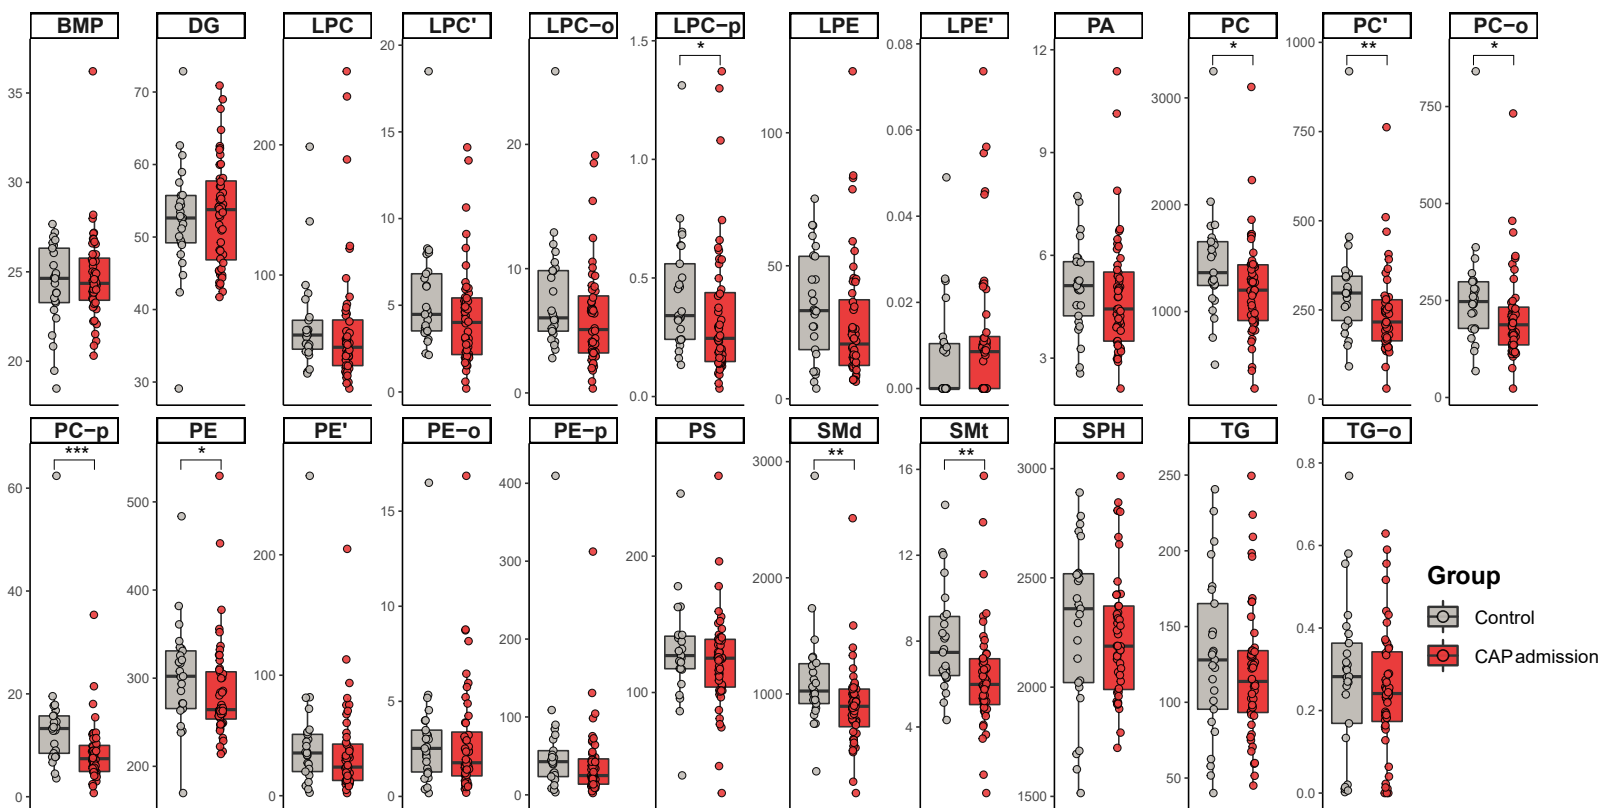 BMP DG LPC LPC' LPC−o LPC−p LPE LPE' PA PC PC' PC−o
* * ** *
35 30 25 20
70 60 50 40 30
200 100
20 15 10 5 0
20 10 0
1.5 1.0 0.5 0.0
100 50 0
0.08 0.06 0.04 0.02 0.00
12 9 6 3
3000 2000 1000
1000 750 500 250 0
750 500 250 0
PC−p PE PE' PE−o PE−p PS SMd SMt SPH TG TG−o
*** * ** **
60 40 20 0
500 400 300 200
200 100 0
15 10 5 0
400 300 200 100 0
200 100
3000 2000 1000
16 12 8 4
3000 2500 2000 1500
250 200 150 100 50
0.8 0.6 0.4 0.2 0.0
Group
Control
CAP admission